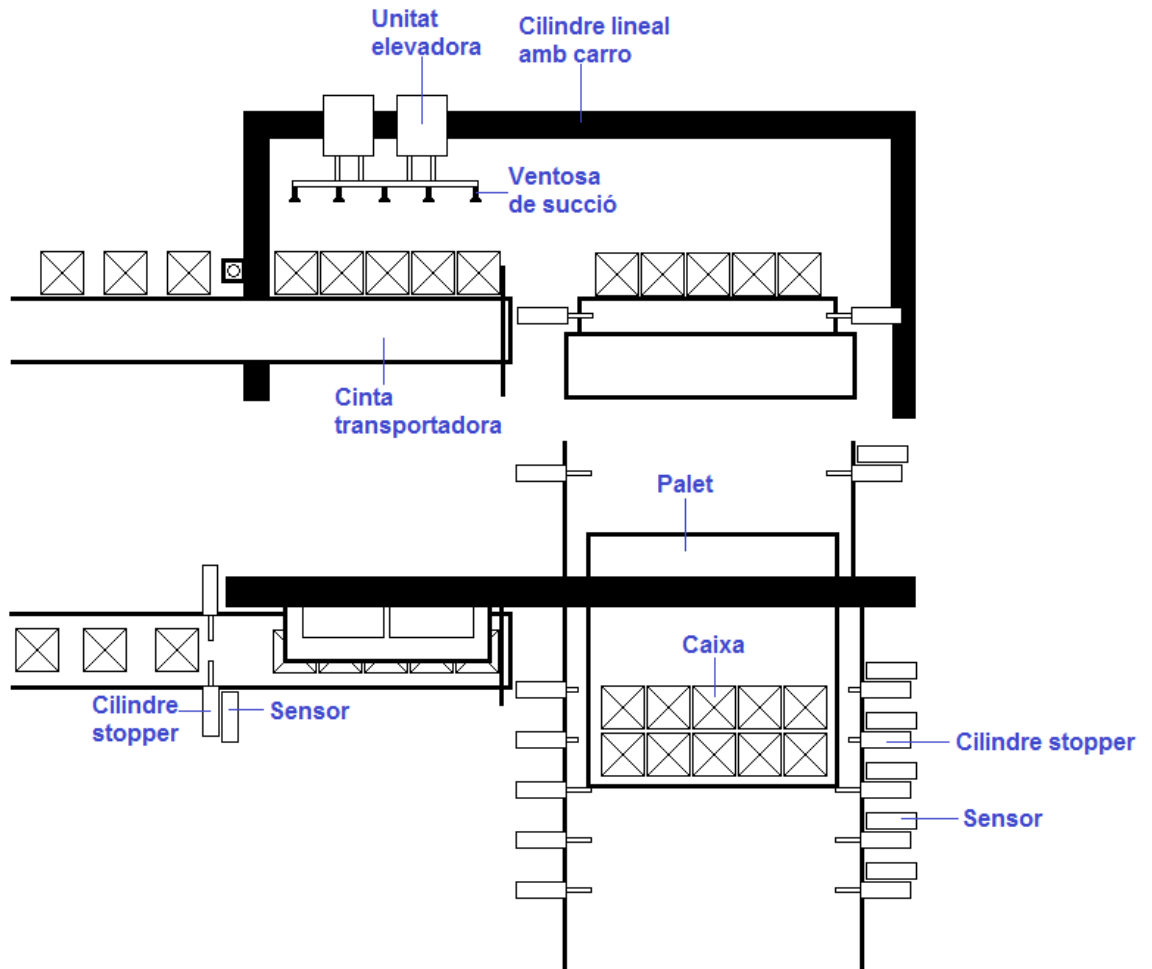 Unitat
elevadora
Cilindre lineal
amb carro
Ventosa
de succió
Cinta
transportadora
Palet
Caixa
Cilindre
stopper
Sensor
Cilindre stopper
Sensor